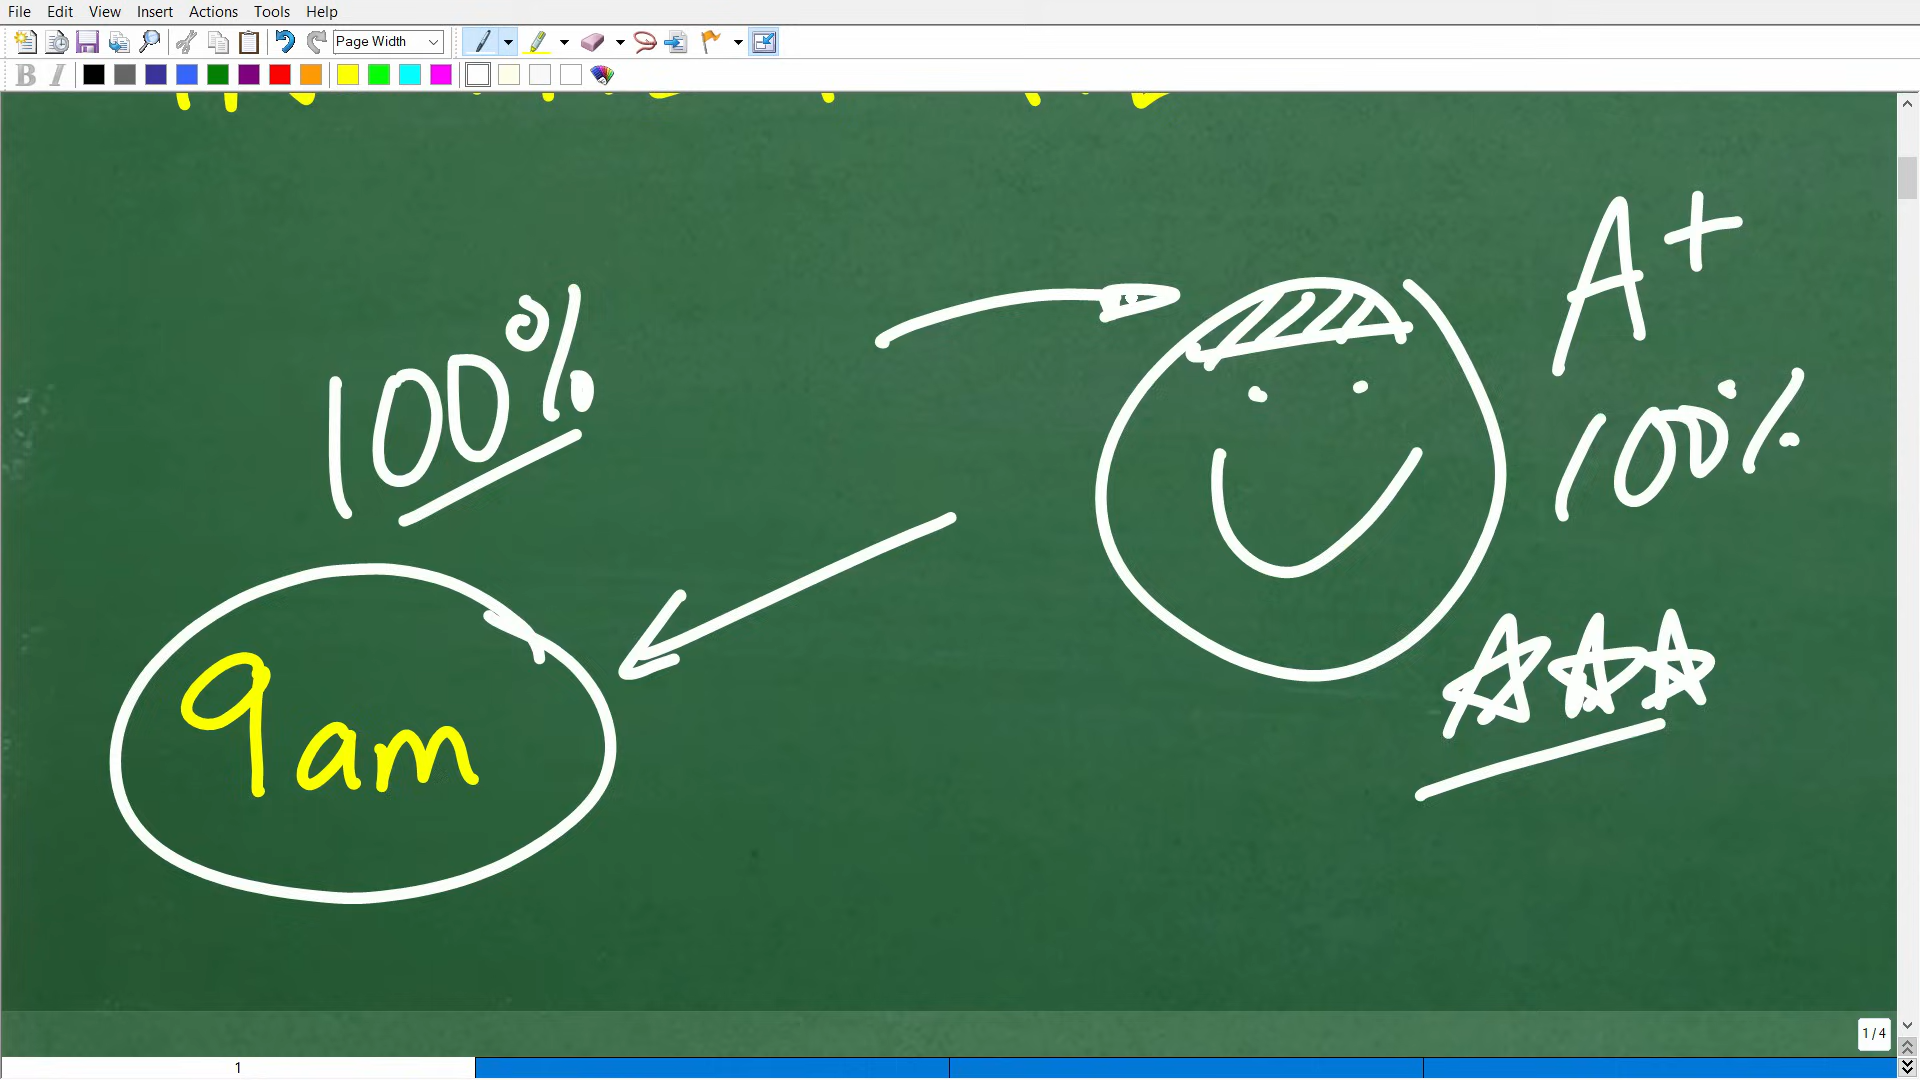 File Edit View Insert Actions Tools Help
Page Width
B I
A+
100%
100%
9am
1 / 4
1